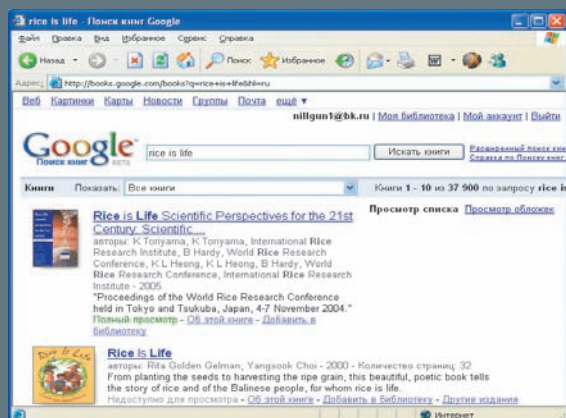 rice is life - Поиск книг Google
Файл Правка Вид Избранное Сервис Справка
Назад Поиск Избранное
Адрес: http://books.google.com/books?q=rice+is+life&hl=ru
Веб Картинки Карты Новости Группы Почта ещё ▼
nillgun1@bk.ru | Моя библиотека | Мой аккаунт | Выйти
Google
Поиск книг BETA
rice is life Искать книги
Расширенный поиск кни
Справка по Поиску книг
Книги Показать: Все книги Книги 1 - 10 из 37 900 по запросу rice i
Просмотр списка Просмотр обложек
Rice is Life Scientific Perspectives for the 21st
Century. Scientific ...
авторы: K Toriyama, K Toriyama, International Rice
Research Institute, B Hardy, World Rice Research
Conference, K L Heong, K L Heong, B Hardy, World
Rice Research Conference, International Rice Research
Institute - 2005
"Proceedings of the World Rice Research Conference
held in Tokyo and Tsukuba, Japan, 4-7 November 2004."
Полный просмотр - Об этой книге - Добавить в
библиотеку
Rice Is Life
Rice Is Life
авторы: Rita Golden Gelman, Yangsook Choi - 2000 - Количество страниц: 32
From planting the seeds to harvesting the ripe grain, this beautiful, poetic book tells
the story of rice and of the Balinese people, for whom rice is life.
Недоступно для просмотра - Об этой книге - Добавить в библиотеку - Другие издания
Интернет